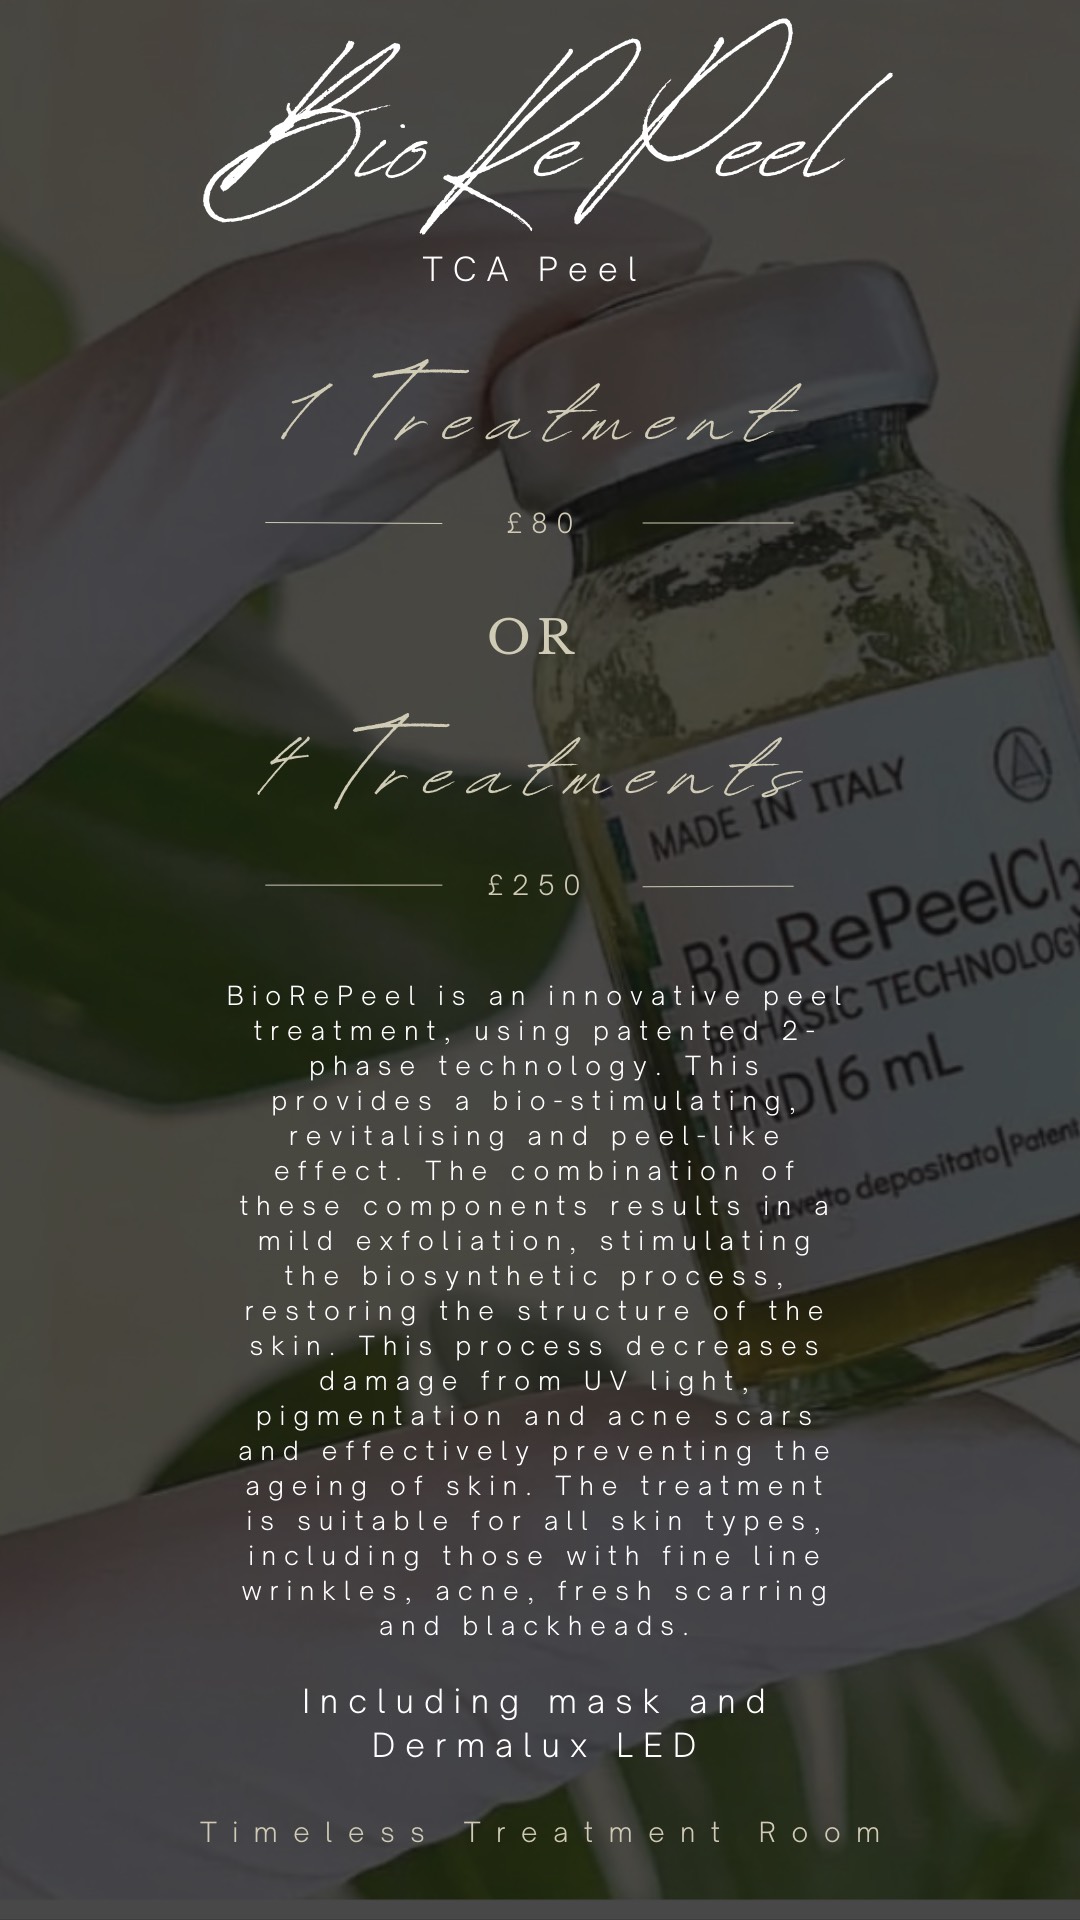 BioRePeel
TCA Peel
1 Treatment
£80
OR
4 Treatments
£250
MADE IN ITALY
BioRePeelCl3
BIPHASIC TECHNOLOGY
FND|6 mL
Brevetto depositato|Patent
BioRePeel is an innovative peel
treatment, using patented 2-
phase technology. This
provides a bio-stimulating,
revitalising and peel-like
effect. The combination of
these components results in a
mild exfoliation, stimulating
the biosynthetic process,
restoring the structure of the
skin. This process decreases
damage from UV light,
pigmentation and acne scars
and effectively preventing the
ageing of skin. The treatment
is suitable for all skin types,
including those with fine line
wrinkles, acne, fresh scarring
and blackheads.
Including mask and
Dermalux LED
Timeless Treatment Room